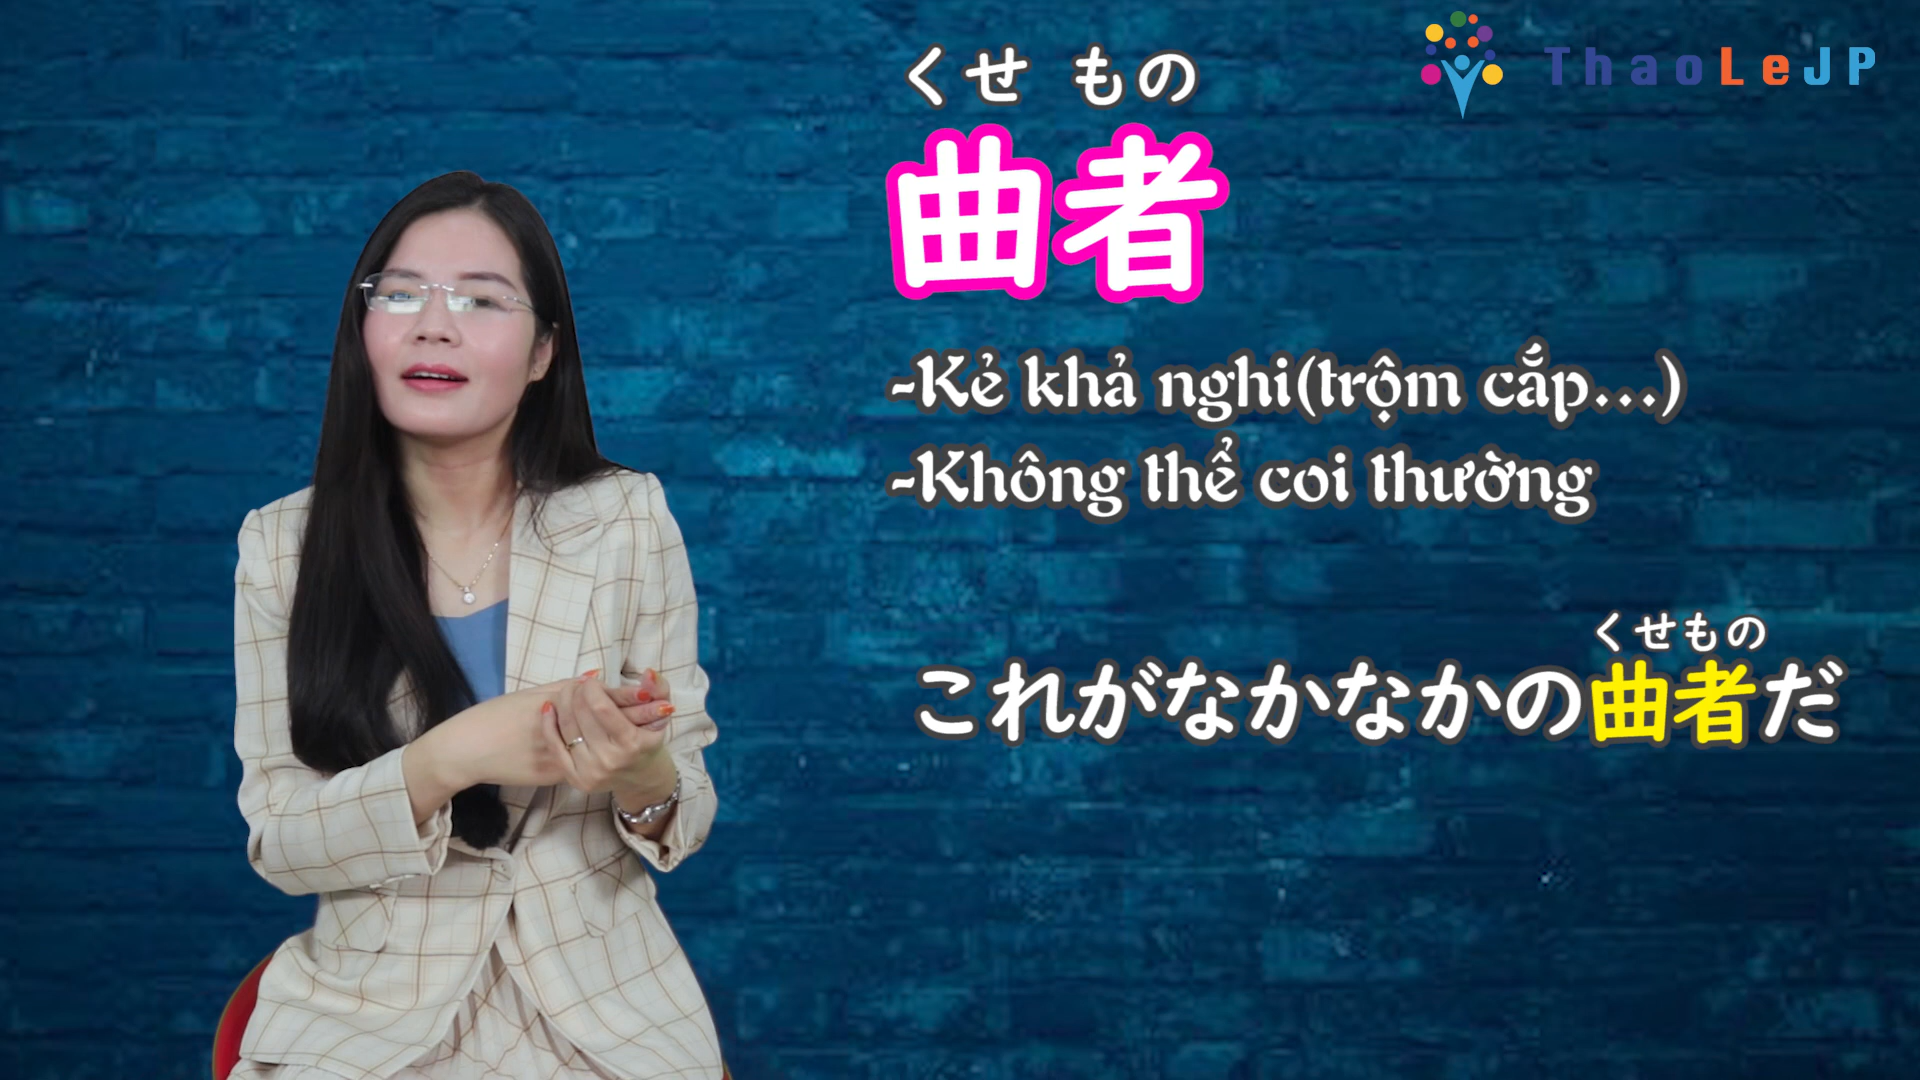 ThaoLeJP
くせ もの
曲者
-Kẻ khả nghi(trộm cắp...)
-Không thể coi thường
くせもの
これがなかなかの曲者だ